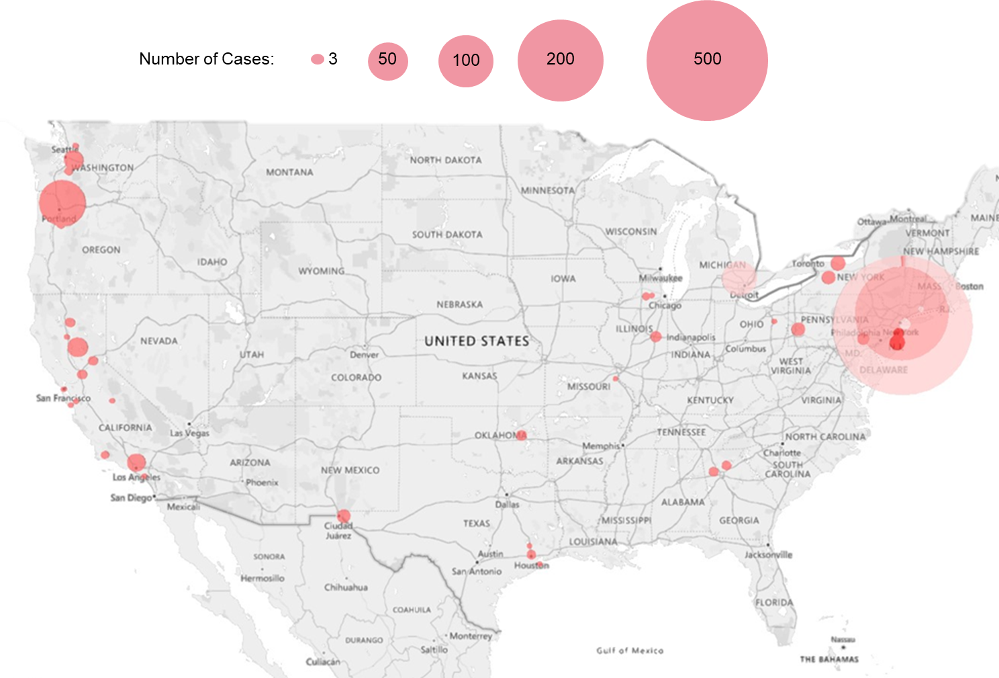 Number of Cases: 3 50 100 200 500
Seattle
WASHINGTON
MONTANA
NORTH DAKOTA
MINNESOTA
Portland
OREGON
IDAHO
WYOMING
SOUTH DAKOTA
WISCONSIN
Ottawa Montreal
MAINE
VERMONT
NEW HAMPSHIRE
MICHIGAN
Toronto
NEW YORK
MASS.
Boston
IOWA
Milwaukee
Detroit
Chicago
NEBRASKA
R.I.
PENNSYLVANIA
OHIO
ILLINOIS
Philadelphia New York
NEVADA
UNITED STATES
Indianapolis
INDIANA
Columbus
MD.
UTAH
Denver
COLORADO
KANSAS
WEST
VIRGINIA
DELAWARE
MISSOURI
San Francisco
KENTUCKY
VIRGINIA
CALIFORNIA
Las Vegas
OKLAHOMA
TENNESSEE
NORTH CAROLINA
Memphis
Charlotte
ARIZONA
NEW MEXICO
ARKANSAS
SOUTH
CAROLINA
Los Angeles
Phoenix
San Diego
Mexicali
Dallas
ALABAMA
Ciudad
Juárez
TEXAS
MISSISSIPPI
GEORGIA
LOUISIANA
SONORA
Austin
Jacksonville
Hermosillo
San Antonio
Houston
Chihuahua
FLORIDA
COAHUILA
DURANGO
Monterrey
Nassau
Saltillo
Gulf of Mexico
THE BAHAMAS
Culiacán